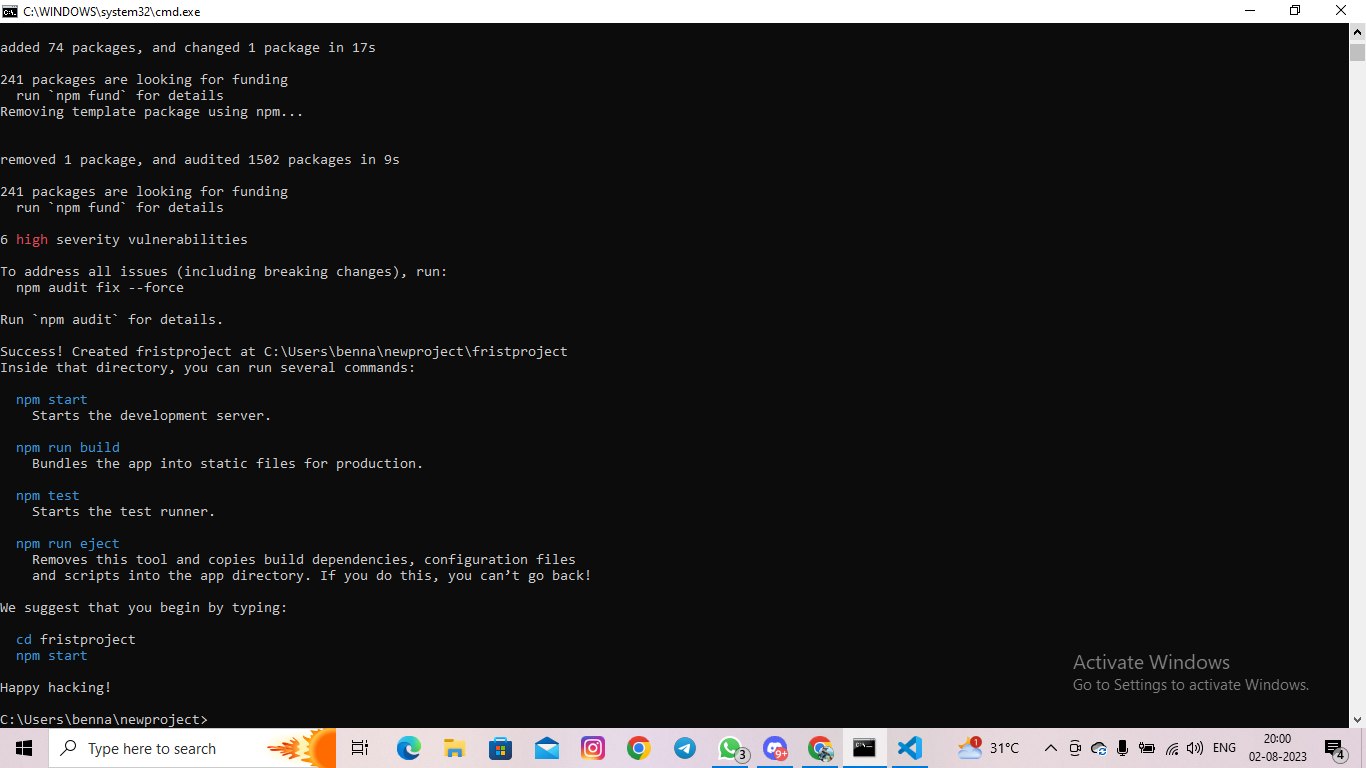 C:\WINDOWS\system32\cmd.exe
added 74 packages, and changed 1 package in 17s
241 packages are looking for funding
run `npm fund` for details
Removing template package using npm...
removed 1 package, and audited 1502 packages in 9s
241 packages are looking for funding
run `npm fund` for details
6 high severity vulnerabilities
To address all issues (including breaking changes), run:
npm audit fix --force
Run `npm audit` for details.
Success! Created fristproject at C:\Users\benna\newproject\fristproject
Inside that directory, you can run several commands:
npm start
Starts the development server.
npm run build
Bundles the app into static files for production.
npm test
Starts the test runner.
npm run eject
Removes this tool and copies build dependencies, configuration files
and scripts into the app directory. If you do this, you can’t go back!
We suggest that you begin by typing:
cd fristproject
npm start
Happy hacking!
C:\Users\benna\newproject>
Activate Windows
Go to Settings to activate Windows.
Type here to search
3
9+
1
31°C
ENG
20:00
02-08-2023
4